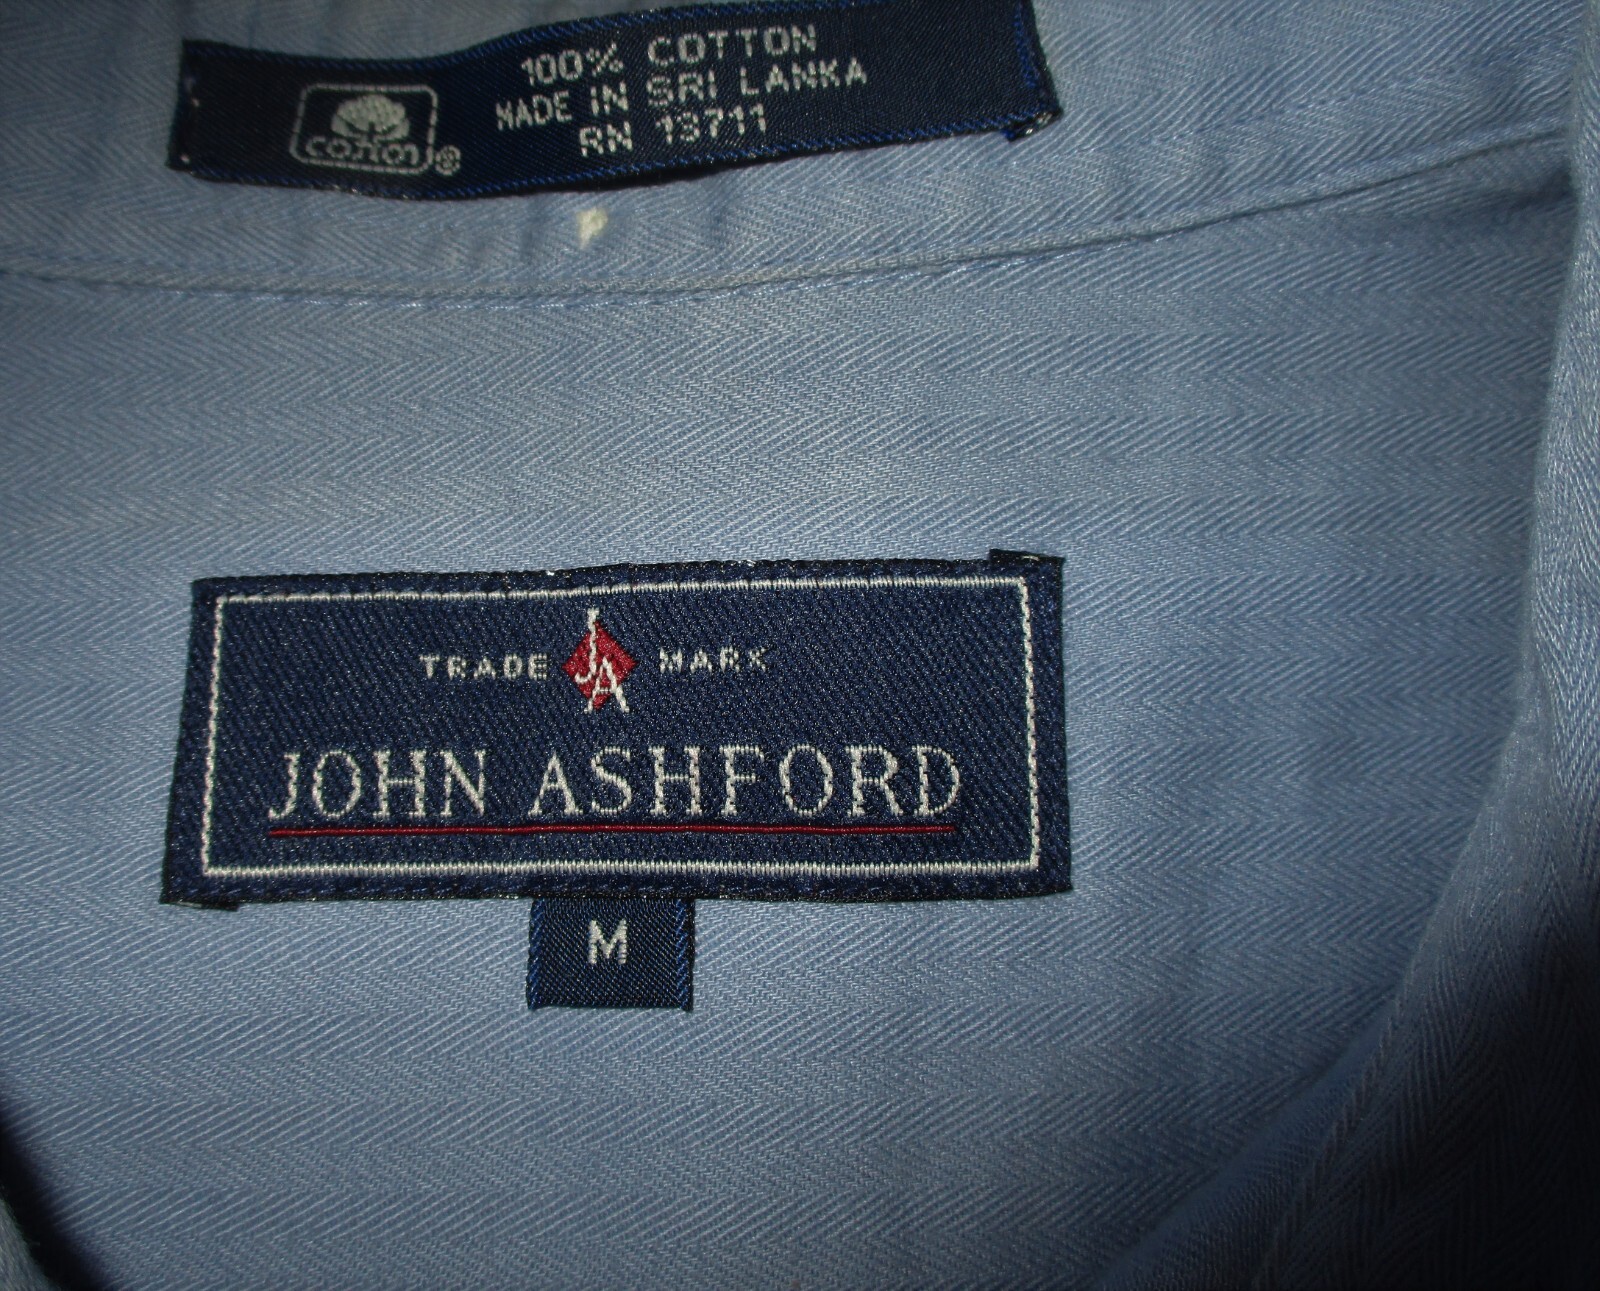 100% COTTON
MADE IN SRI LANKA
RN 13711
cotton®
TRADE JA MARK
JOHN ASHFORD
M